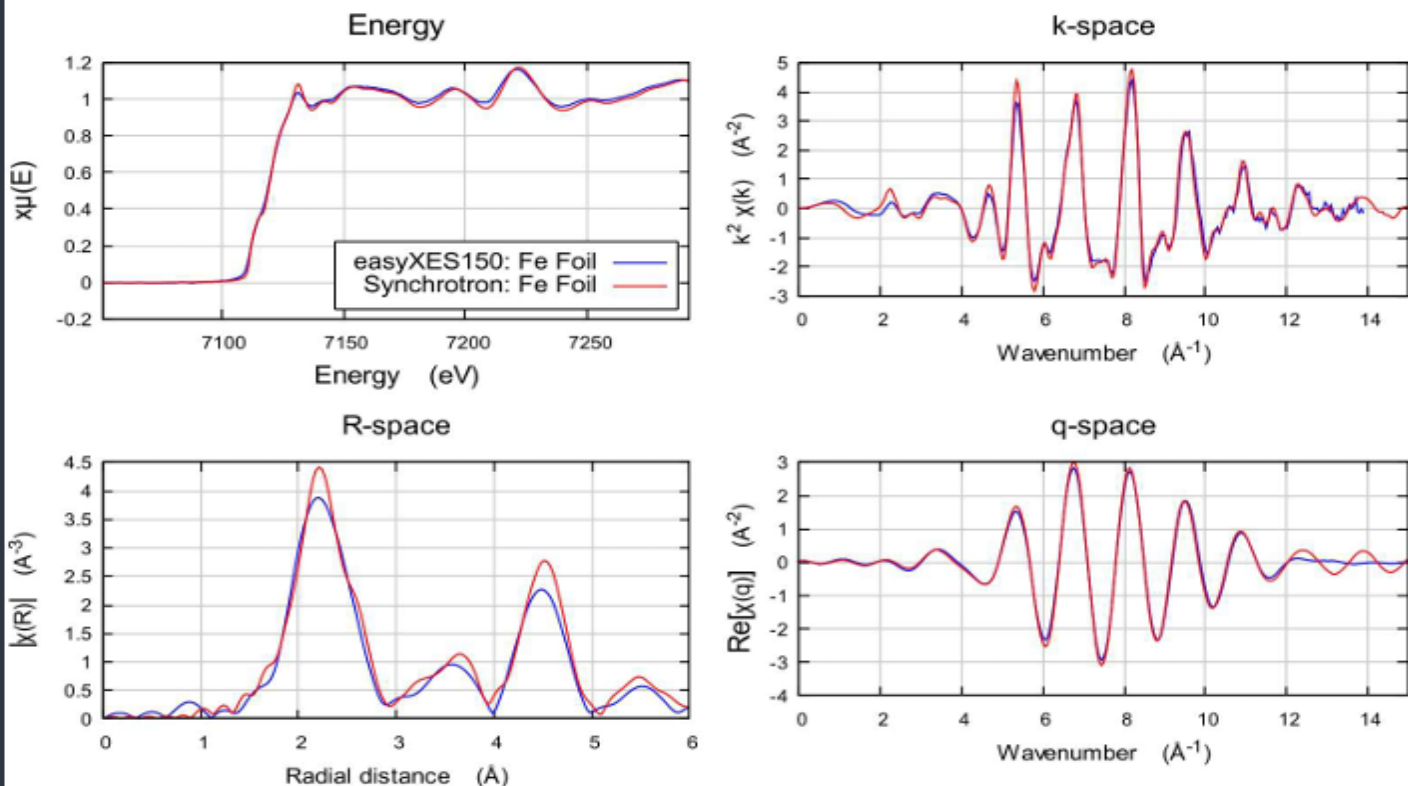 Energy
1.2
1
0.8
0.6
0.4
0.2
0
-0.2
xμ(E)
easyXES150: Fe Foil
Synchrotron: Fe Foil
7100 7150 7200 7250
Energy (eV)
k-space
5
4
3
2
1
0
-1
-2
-3
k² χ(k) (A⁻²)
0 2 4 6 8 10 12 14
Wavenumber (Å⁻¹)
R-space
4.5
4
3.5
3
2.5
2
1.5
1
0.5
0
|χ(R)| (A⁻³)
0 1 2 3 4 5 6
Radial distance (Å)
q-space
3
2
1
0
-1
-2
-3
-4
Re[χ(q)] (A⁻²)
0 2 4 6 8 10 12 14
Wavenumber (Å⁻¹)